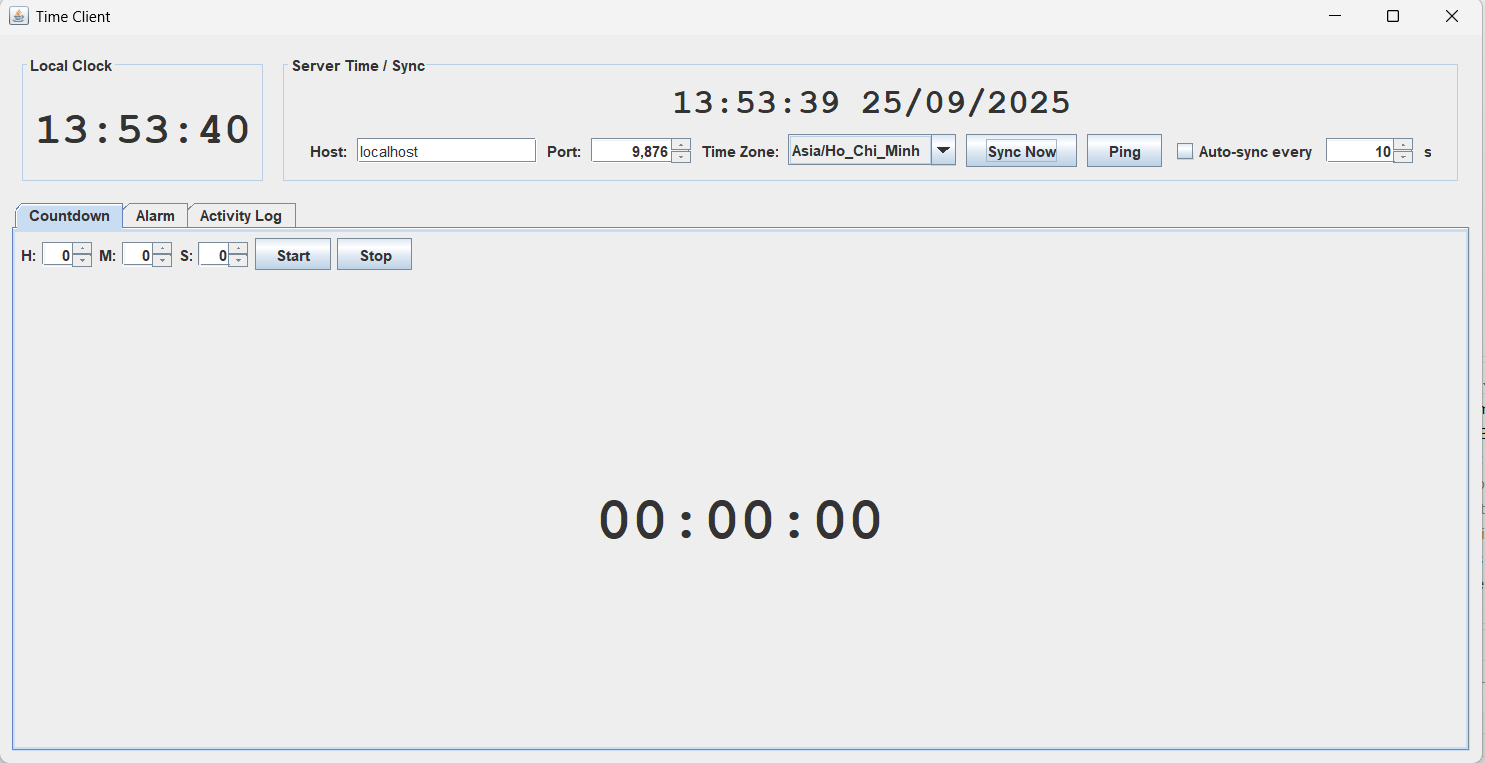 Time Client
Local Clock
13:53:40
Server Time / Sync
13:53:39 25/09/2025
Host: localhost Port: 9,876 Time Zone: Asia/Ho_Chi_Minh Sync Now Ping Auto-sync every 10 s
Countdown Alarm Activity Log
H: 0 M: 0 S: 0 Start Stop
00:00:00